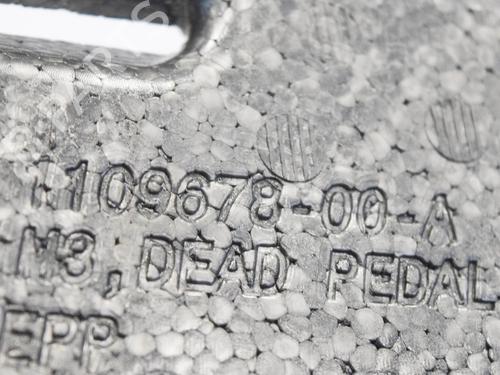 1109678-00-A
M3, DEAD PEDAL
EPP